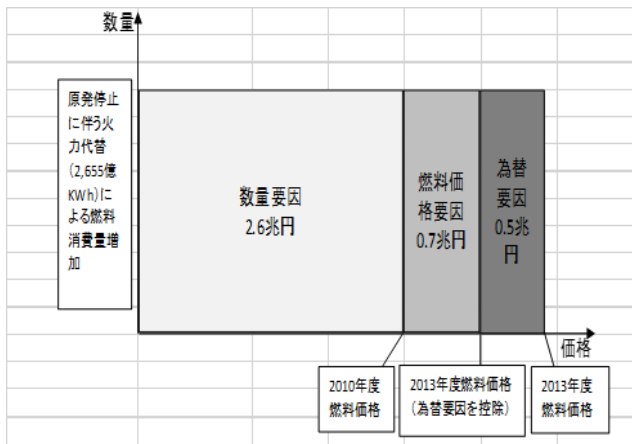 数量
原発停止
に伴う火
力代替
(2,655億
KWh)に
よる燃料
消費量増
加
数量要因
2.6兆円
燃料価
格要因
0.7兆円
為替
要因
0.5兆
円
価格
2010年度
燃料価格
2013年度燃料価格
（為替要因を控除）
2013年度
燃料価格